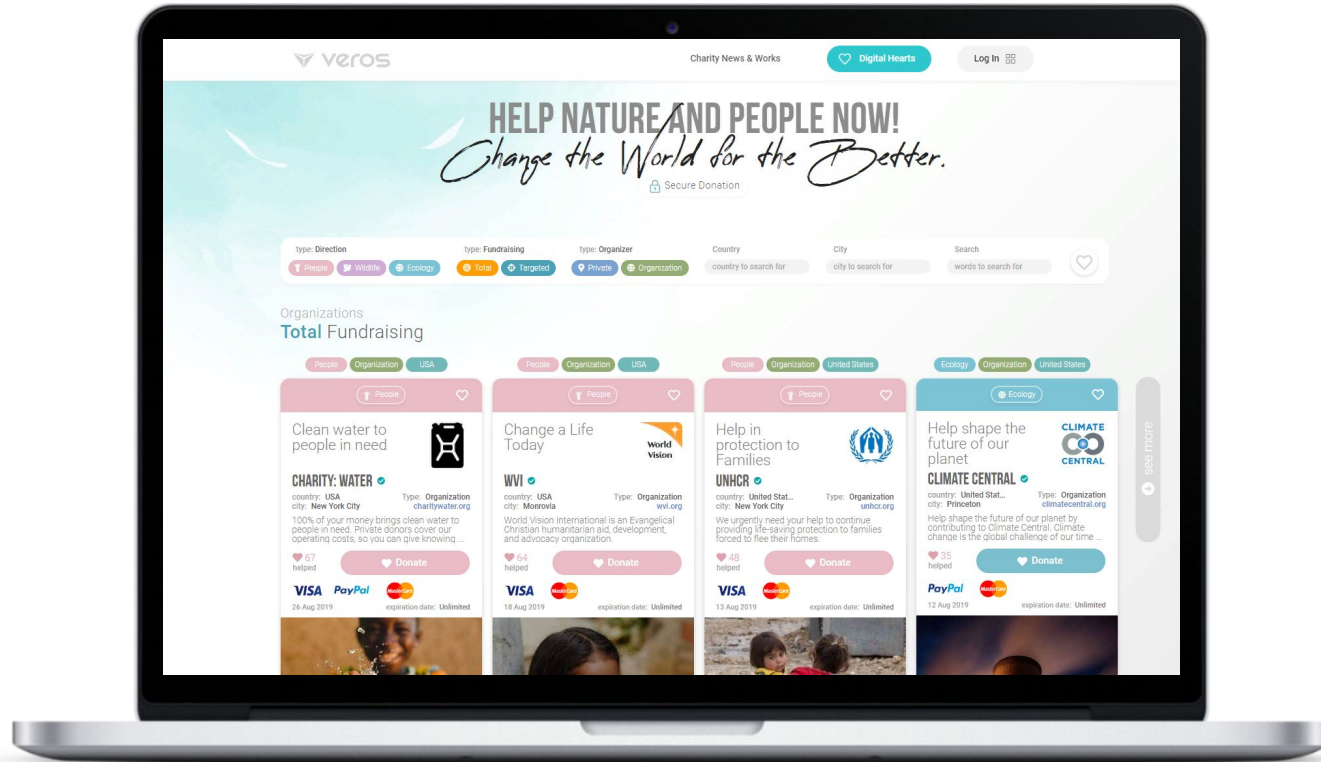 veros
Charity News & Works
Digital Hearts
Log In
HELP NATURE AND PEOPLE NOW!
Change the World for the Better.
Secure Donation
type: Direction
type: Fundraising
type: Organizer
Country
City
Search
People
Wildlife
Ecology
Total
Targeted
Private
Organization
country to search for
city to search for
words to search for
Organizations
Total Fundraising
People Organization USA
People
Clean water to
people in need
CHARITY: WATER
country: USA Type: Organization
city: New York City charitywater.org
100% of your money brings clean water to
people in need. Private donors cover our
operating costs, so you can give knowing ...
67
helped
Donate
VISA PayPal MasterCard
26 Aug 2019 expiration date: Unlimited
People Organization USA
People
Change a Life
Today
World
Vision
WVI
country: USA Type: Organization
city: Monrovia wvi.org
World Vision International is an Evangelical
Christian humanitarian aid, development,
and advocacy organization.
64
helped
Donate
VISA MasterCard
18 Aug 2019 expiration date: Unlimited
People Organization United States
People
Help in
protection to
Families
UNHCR
country: United Stat... Type: Organization
city: New York City unhcr.org
We urgently need your help to continue
providing life-saving protection to families
forced to flee their homes.
48
helped
Donate
VISA MasterCard
13 Aug 2019 expiration date: Unlimited
Ecology Organization United States
Ecology
Help shape the
future of our
planet
CLIMATE
CENTRAL
CLIMATE CENTRAL
country: United Stat... Type: Organization
city: Princeton climatecentral.org
Help shape the future of our planet by
contributing to Climate Central. Climate
change is the global challenge of our time ...
35
helped
Donate
PayPal MasterCard
12 Aug 2019 expiration date: Unlimited
see more